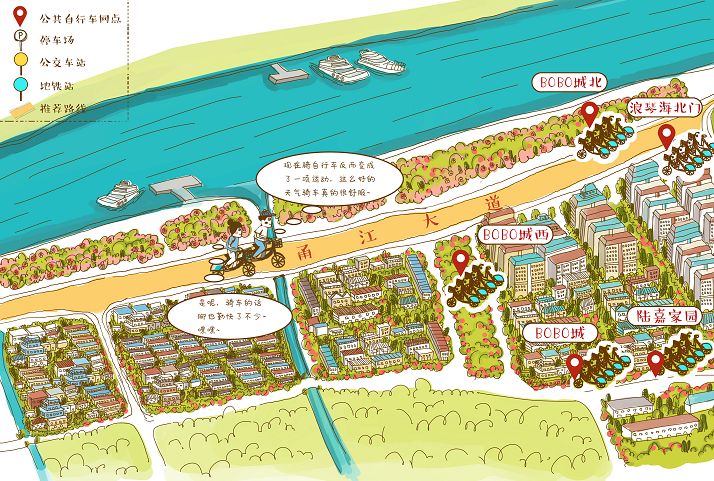 公共自行车网点
停车场
公交车站
地铁站
推荐路线
P
BOBO城北
浪琴海北门
现在骑自行车反而变成
了一项运动，这么好的
天气骑车真的很舒服~
甬江大道
BOBO城西
是呢，骑车的话
脚也勤快了不少~
嘿嘿~
BOBO城
陆嘉家园